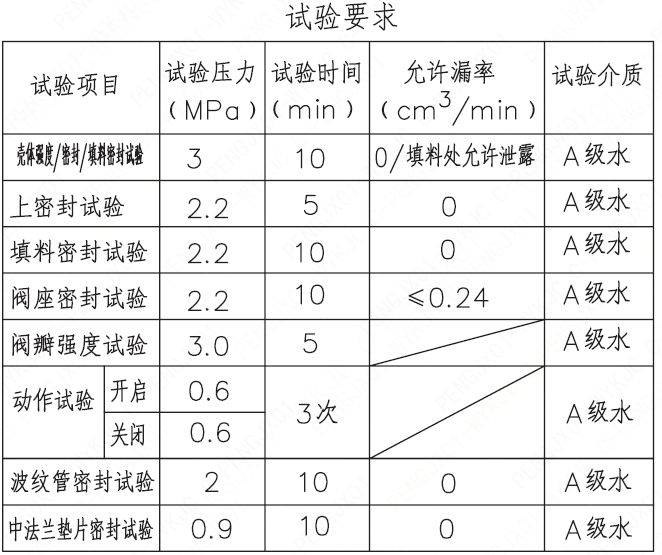 试验要求
试验项目 试验压力 (MPa) 试验时间 (min) 允许漏率 (cm³/min) 试验介质
壳体强度/密封/填料密封试验 3 10 0/填料处允许泄露 A级水
上密封试验 2.2 5 0 A级水
填料密封试验 2.2 10 0 A级水
阀座密封试验 2.2 10 ≤0.24 A级水
阀瓣强度试验 3.0 5 A级水
动作试验 开启 0.6 3次 A级水
关闭 0.6
波纹管密封试验 2 10 0 A级水
中法兰垫片密封试验 0.9 10 0 A级水